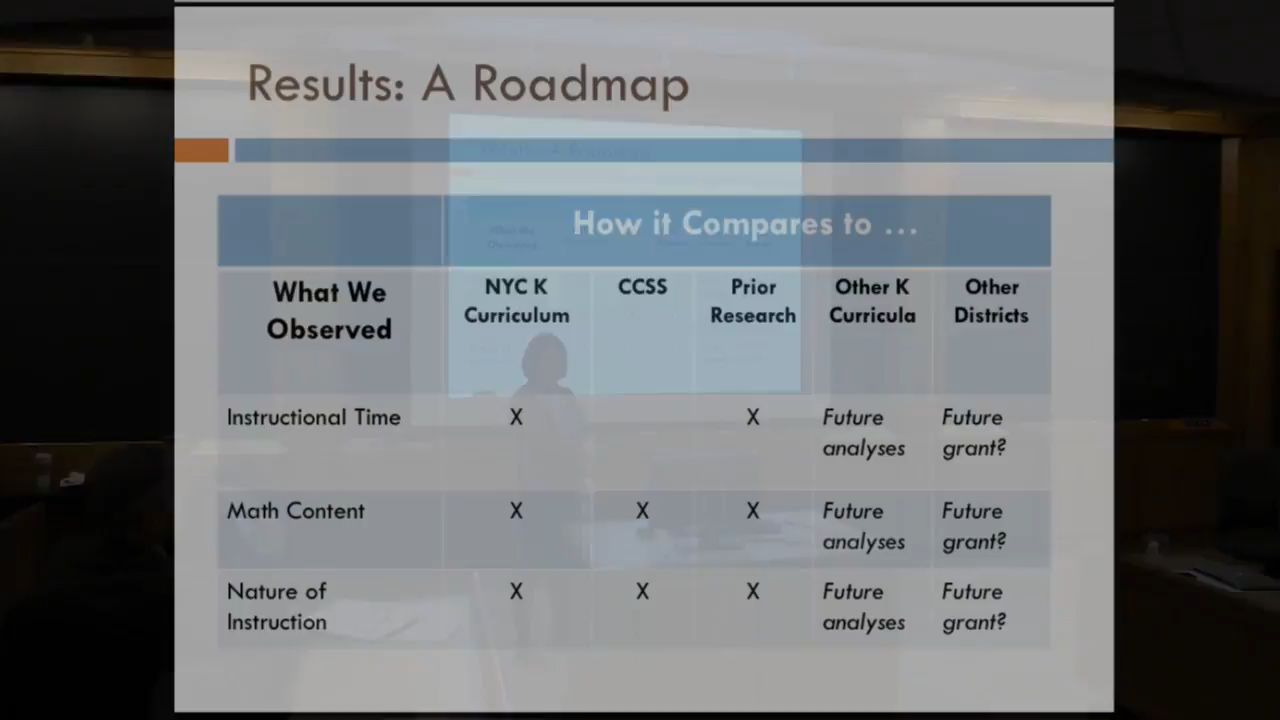 Results: A Roadmap
How it Compares to ...
What We
Observed
NYC K
Curriculum
CCSS
Prior
Research
Other K
Curricula
Other
Districts
Instructional Time
X
X
Future
analyses
Future
grant?
Math Content
X
X
X
Future
analyses
Future
grant?
Nature of
Instruction
X
X
X
Future
analyses
Future
grant?